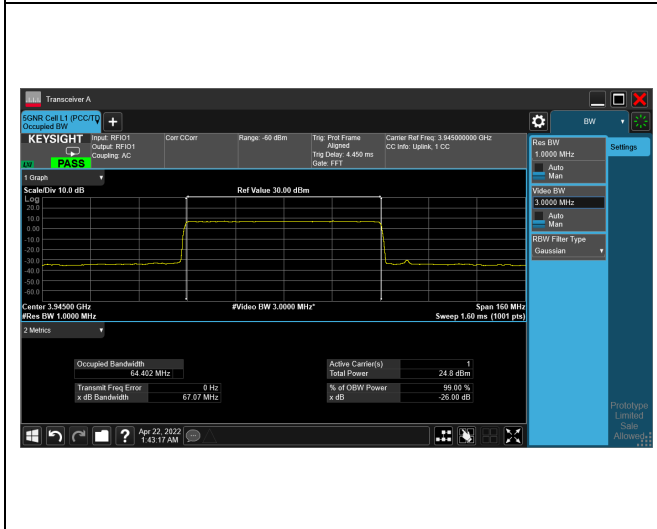 Transceiver A
5GNR Cell L1 (PCC/TD
Occupied BW
+
BW
KEYSIGHT
PASS
Input: RFIO1
Output: RFIO1
Coupling: AC
Corr CCorr
Range: -60 dBm
Trig: Prot Frame
Aligned
Trig Delay: 4.450 ms
Gate: FFT
Carrier Ref Freq: 3.945000000 GHz
CC Info: Uplink, 1 CC
Res BW
1.0000 MHz
Auto
Man
Settings
Video BW
3.0000 MHz
Auto
Man
RBW Filter Type
Gaussian
1 Graph
Scale/Div 10.0 dB
Ref Value 30.00 dBm
Log
20.0
10.0
0.00
-10.0
-20.0
-30.0
-40.0
-50.0
-60.0
Center 3.94500 GHz
#Video BW 3.0000 MHz*
Span 160 MHz
#Res BW 1.0000 MHz
Sweep 1.60 ms (1001 pts)
2 Metrics
Occupied Bandwidth
64.402 MHz
Transmit Freq Error 0 Hz
x dB Bandwidth 67.07 MHz
Active Carrier(s) 1
Total Power 24.8 dBm
% of OBW Power 99.00 %
x dB -26.00 dB
Prototype
Limited
Sale
Allowed
?
Apr 22, 2022
1:43:17 AM